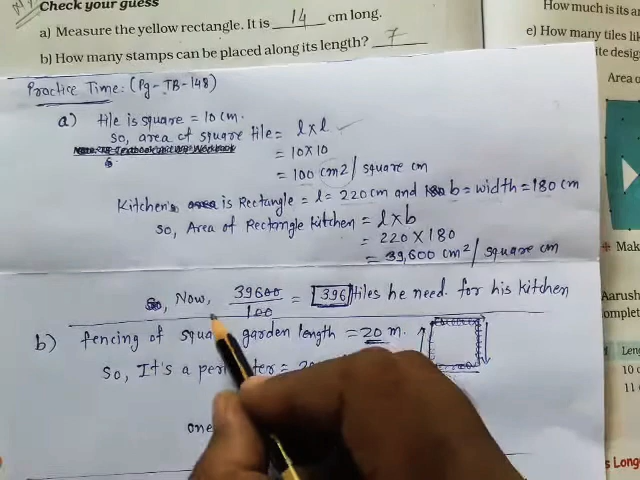 Check your guess
a) Measure the yellow rectangle. It is 14 cm long.
b) How many stamps can be placed along its length? 7
How much is its ar
e) How many tiles lik
ite desig
Area o
Practice Time: (Pg-TB-148)
a) tile is square = 10 cm.
So, area of square tile = l×l ✓
= 10×10
= 100 cm2/ square cm
Kitchen is Rectangle = l = 220 cm and b = width = 180 cm
So, Area of Rectangle kitchen = l×b
= 220 × 180
= 39,600 cm²/ square cm
Now, 39600/100 = 396 tiles he need for his kitchen
b) fencing of squa garden length = 20 m.
So, It's a per ter =
one
Mak
Aarush
omplet
Leng
10 c
11
s Long